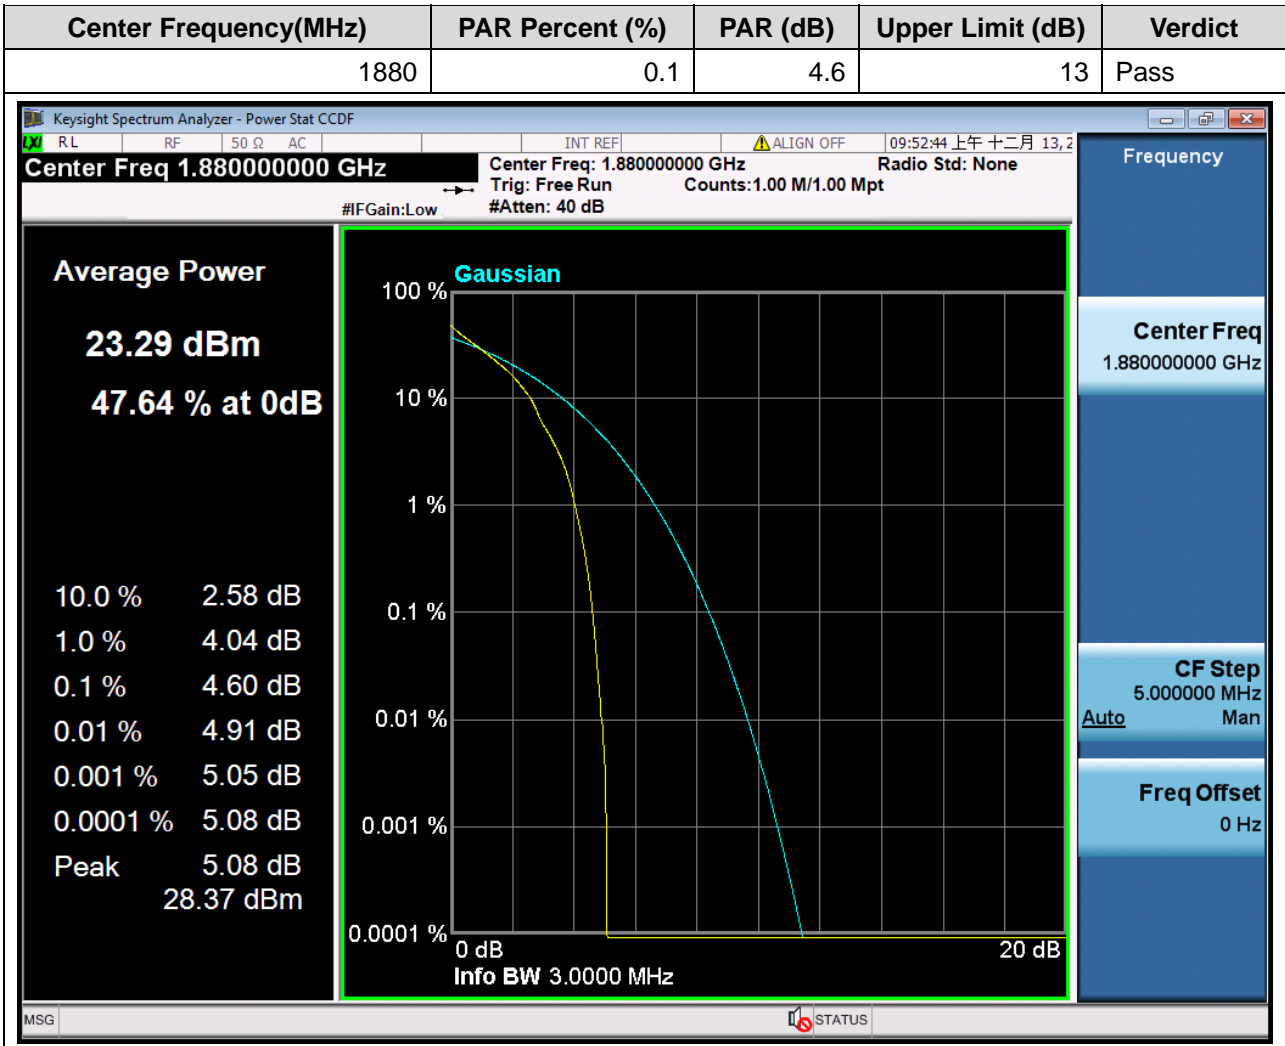 Center Frequency(MHz) PAR Percent (%) PAR (dB) Upper Limit (dB) Verdict
1880 0.1 4.6 13 Pass
Keysight Spectrum Analyzer - Power Stat CCDF
LXI RL RF 50 Ω AC INT REF ALIGN OFF 09:52:44 上午 十二月 13, 2
Center Freq 1.880000000 GHz
Center Freq: 1.880000000 GHz Radio Std: None
Trig: Free Run Counts:1.00 M/1.00 Mpt
#IFGain:Low #Atten: 40 dB
Average Power
23.29 dBm
47.64 % at 0dB
10.0 % 2.58 dB
1.0 % 4.04 dB
0.1 % 4.60 dB
0.01 % 4.91 dB
0.001 % 5.05 dB
0.0001 % 5.08 dB
Peak 5.08 dB
28.37 dBm
Gaussian
100 %
10 %
1 %
0.1 %
0.01 %
0.001 %
0.0001 %
0 dB 20 dB
Info BW 3.0000 MHz
Frequency
Center Freq
1.880000000 GHz
CF Step
5.000000 MHz
Auto Man
Freq Offset
0 Hz
MSG STATUS